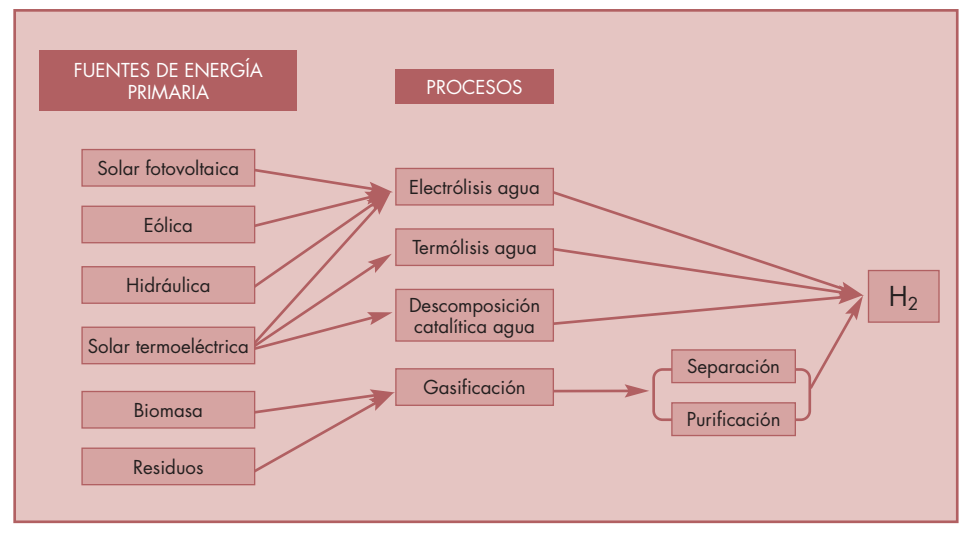 FUENTES DE ENERGÍA
PRIMARIA
PROCESOS
Solar fotovoltaica
Eólica
Hidráulica
Solar termoeléctrica
Biomasa
Residuos
Electrólisis agua
Termólisis agua
Descomposición
catalítica agua
Gasificación
Separación
Purificación
H₂